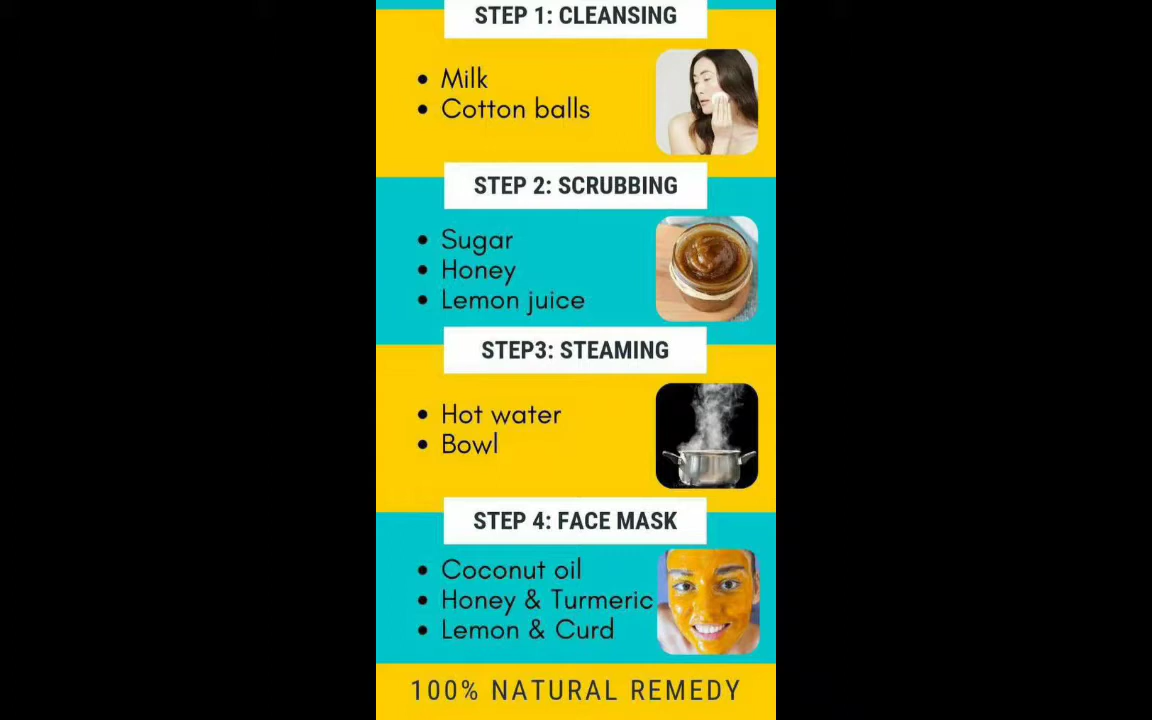 STEP 1: CLEANSING
Milk
Cotton balls
STEP 2: SCRUBBING
Sugar
Honey
Lemon juice
STEP3: STEAMING
Hot water
Bowl
STEP 4: FACE MASK
Coconut oil
Honey & Turmeric
Lemon & Curd
100% NATURAL REMEDY